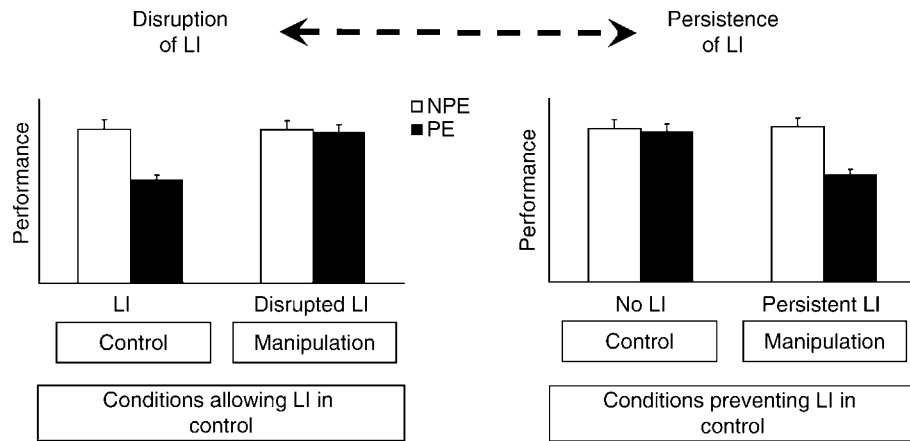 Disruption
of LI
Persistence
of LI
Performance
NPE
PE
LI
Disrupted LI
Control
Manipulation
Conditions allowing LI in
control
Performance
No LI
Persistent LI
Control
Manipulation
Conditions preventing LI in
control